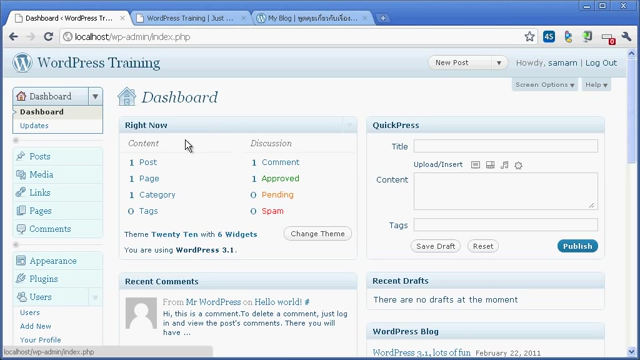 Dashboard ‹ WordPress Tr
WordPress Training | Just
My Blog | พูดคุยเกี่ยวกับเรื่อง
localhost/wp-admin/index.php
WordPress Training
New Post
Howdy, samarn | Log Out
Screen Options
Help
Dashboard
Dashboard
Updates
Posts
Media
Links
Pages
Comments
Appearance
Plugins
Users
Users
Add New
Your Profile
Dashboard
Right Now
Content
Discussion
1 Post
1 Comment
1 Page
1 Approved
1 Category
0 Pending
0 Tags
0 Spam
Theme Twenty Ten with 6 Widgets
Change Theme
You are using WordPress 3.1.
Recent Comments
From Mr WordPress on Hello world! #
Hi, this is a comment.To delete a comment, just log
in and view the post's comments. There you will
have ...
QuickPress
Title
Upload/Insert
Content
Tags
Save Draft
Reset
Publish
Recent Drafts
There are no drafts at the moment
WordPress Blog
WordPress 3.1, lots of fun February 22, 2011
localhost/wp-admin/index.php